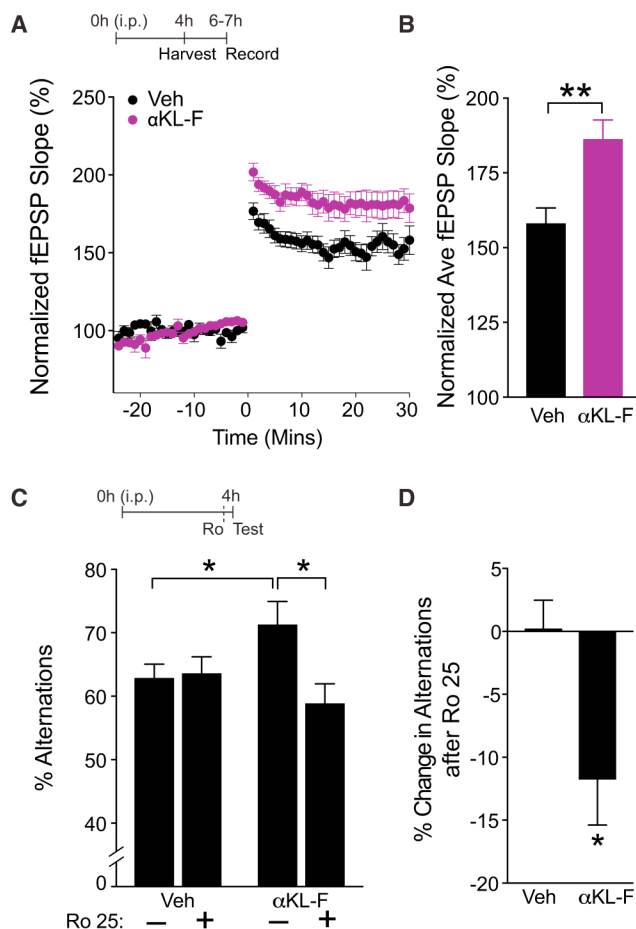 A
0h (i.p.) 4h 6-7h
Harvest Record
Normalized fEPSP Slope (%)
250
200
150
100
Veh
αKL-F
-20 -10 0 10 20 30
Time (Mins)
B
Normalized Ave fEPSP Slope (%)
200
175
150
125
100
**
Veh αKL-F
C
0h (i.p.) 4h
Ro Test
% Alternations
80
70
60
50
40
0
* *
Veh αKL-F
Ro 25: − + − +
D
% Change in Alternations
after Ro 25
5
0
-5
-10
-15
-20
*
Veh αKL-F